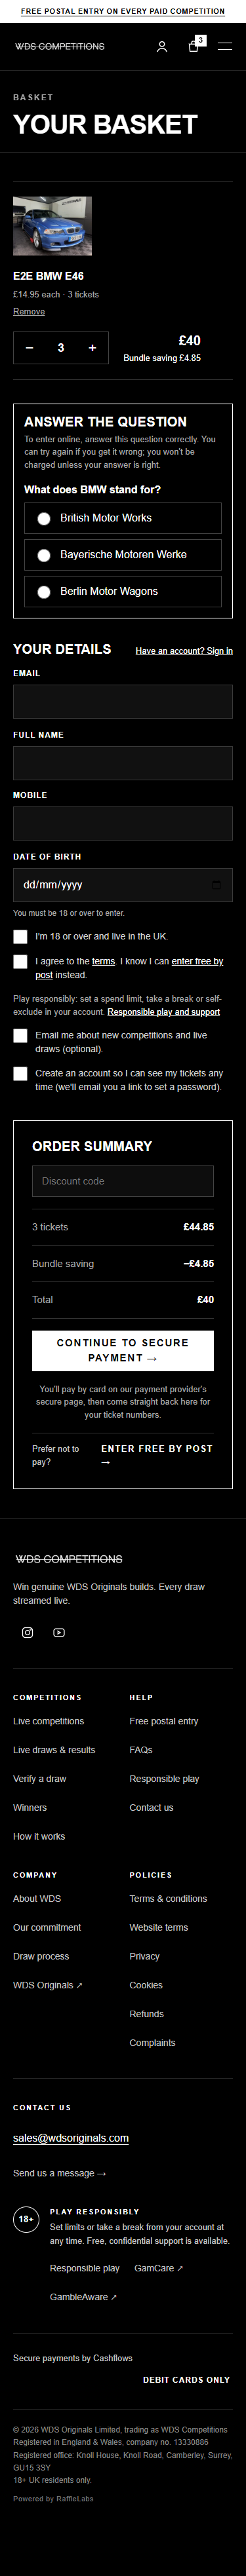 FREE POSTAL ENTRY ON EVERY PAID COMPETITION
WDS COMPETITIONS
3
BASKET
YOUR BASKET
E2E BMW E46
£14.95 each · 3 tickets
Remove
− 3 +
£40
Bundle saving £4.85
ANSWER THE QUESTION
To enter online, answer this question correctly. You
can try again if you get it wrong; you won't be
charged unless your answer is right.
What does BMW stand for?
British Motor Works
Bayerische Motoren Werke
Berlin Motor Wagons
YOUR DETAILS
Have an account? Sign in
EMAIL
FULL NAME
MOBILE
DATE OF BIRTH
dd/mm/yyyy
You must be 18 or over to enter.
I'm 18 or over and live in the UK.
I agree to the terms. I know I can enter free by
post instead.
Play responsibly: set a spend limit, take a break or self-
exclude in your account. Responsible play and support
Email me about new competitions and live
draws (optional).
Create an account so I can see my tickets any
time (we'll email you a link to set a password).
ORDER SUMMARY
Discount code
3 tickets £44.85
Bundle saving −£4.85
Total £40
CONTINUE TO SECURE
PAYMENT →
You'll pay by card on our payment provider's
secure page, then come straight back here for
your ticket numbers.
Prefer not to
pay?
ENTER FREE BY POST
→
WDS COMPETITIONS
Win genuine WDS Originals builds. Every draw
streamed live.
COMPETITIONS
Live competitions
Live draws & results
Verify a draw
Winners
How it works
HELP
Free postal entry
FAQs
Responsible play
Contact us
COMPANY
About WDS
Our commitment
Draw process
WDS Originals ↗
POLICIES
Terms & conditions
Website terms
Privacy
Cookies
Refunds
Complaints
CONTACT US
sales@wdsoriginals.com
Send us a message →
18+
PLAY RESPONSIBLY
Set limits or take a break from your account at
any time. Free, confidential support is available.
Responsible play GamCare ↗
GambleAware ↗
Secure payments by Cashflows
DEBIT CARDS ONLY
© 2026 WDS Originals Limited, trading as WDS Competitions
Registered in England & Wales, company no. 13330886
Registered office: Knoll House, Knoll Road, Camberley, Surrey,
GU15 3SY
18+ UK residents only.
Powered by RaffleLabs